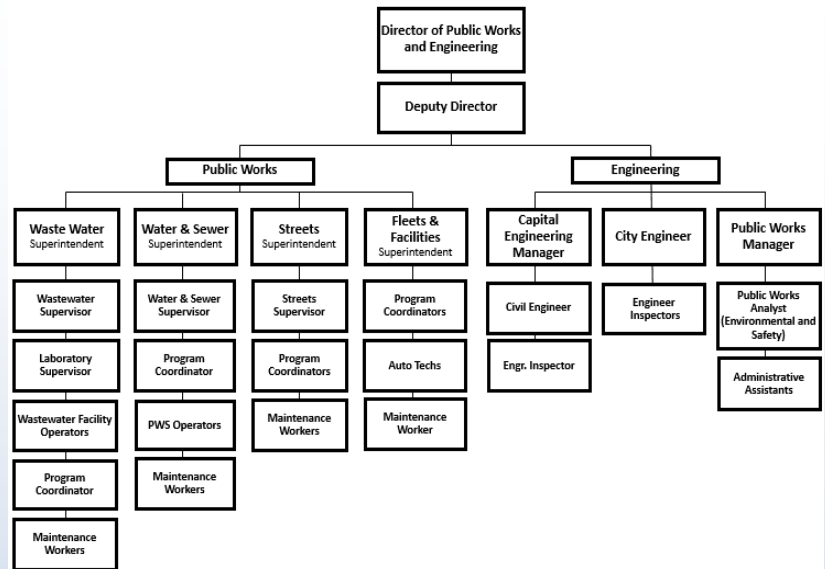 Director of Public Works
and Engineering
Deputy Director
Public Works
Engineering
Waste Water
Superintendent
Wastewater
Supervisor
Laboratory
Supervisor
Wastewater Facility
Operators
Program
Coordinator
Maintenance
Workers
Water & Sewer
Superintendent
Water & Sewer
Supervisor
Program
Coordinator
PWS Operators
Maintenance
Workers
Streets
Superintendent
Streets
Supervisor
Program
Coordinators
Maintenance
Workers
Fleets &
Facilities
Superintendent
Program
Coordinators
Auto Techs
Maintenance
Worker
Capital
Engineering
Manager
Civil Engineer
Engr. Inspector
City Engineer
Engineer
Inspectors
Public Works
Manager
Public Works
Analyst
(Environmental and
Safety)
Administrative
Assistants